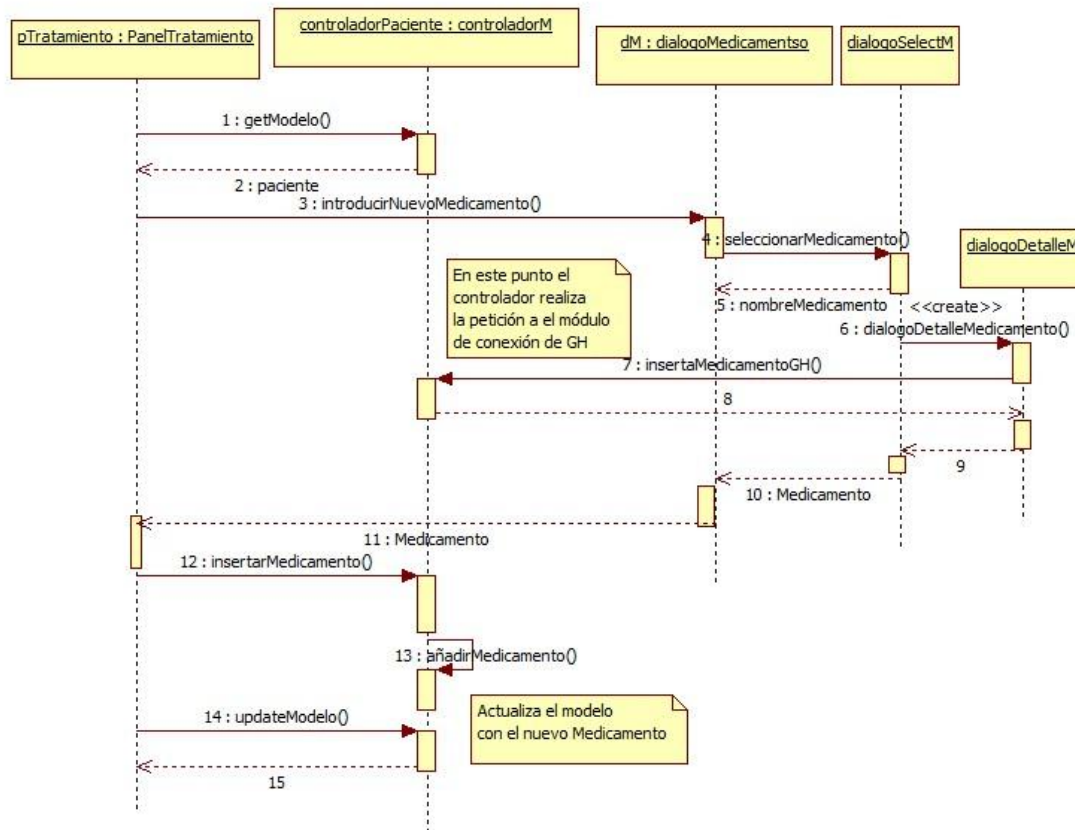 pTratamiento : PanelTratamiento
controladorPaciente : controladorM
dM : dialogoMedicamentso
dialogoSelectM
1 : getModelo()
2 : paciente
3 : introducirNuevoMedicamento()
4 : seleccionarMedicamento()
dialogoDetalleM
En este punto el
controlador realiza
la petición a el módulo
de conexión de GH
5 : nombreMedicamento
<<create>>
6 : dialogoDetalleMedicamento()
7 : insertaMedicamentoGH()
8
9
10 : Medicamento
11 : Medicamento
12 : insertarMedicamento()
13 : añadirMedicamento()
14 : updateModelo()
Actualiza el modelo
con el nuevo Medicamento
15